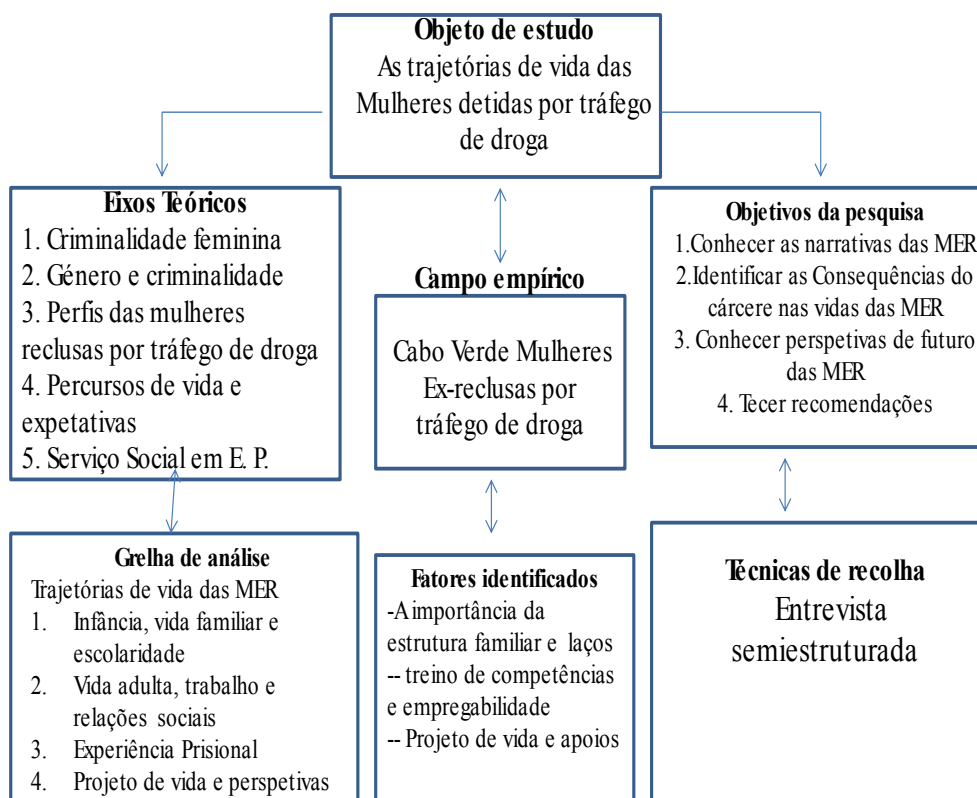 Objeto de estudo
As trajetórias de vida das
Mulheres detidas por tráfego
de droga
Eixos Teóricos
1. Criminalidade feminina
2. Género e criminalidade
3. Perfis das mulheres
reclusas por tráfego de droga
4. Percursos de vida e
expetativas
5. Serviço Social em E. P.
Campo empírico
Cabo Verde Mulheres
Ex-reclusas por
tráfego de droga
Objetivos da pesquisa
1.Conhecer as narrativas das MER
2.Identificar as Consequências do
cárcere nas vidas das MER
3. Conhecer perspetivas de futuro
das MER
4. Tecer recomendações
Grelha de análise
Trajetórias de vida das MER
1. Infância, vida familiar e
escolaridade
2. Vida adulta, trabalho e
relações sociais
3. Experiência Prisional
4. Projeto de vida e perspetivas
Fatores identificados
-A importância da
estrutura familiar e laços
-- treino de competências
e empregabilidade
-- Projeto de vida e apoios
Técnicas de recolha
Entrevista
semiestruturada